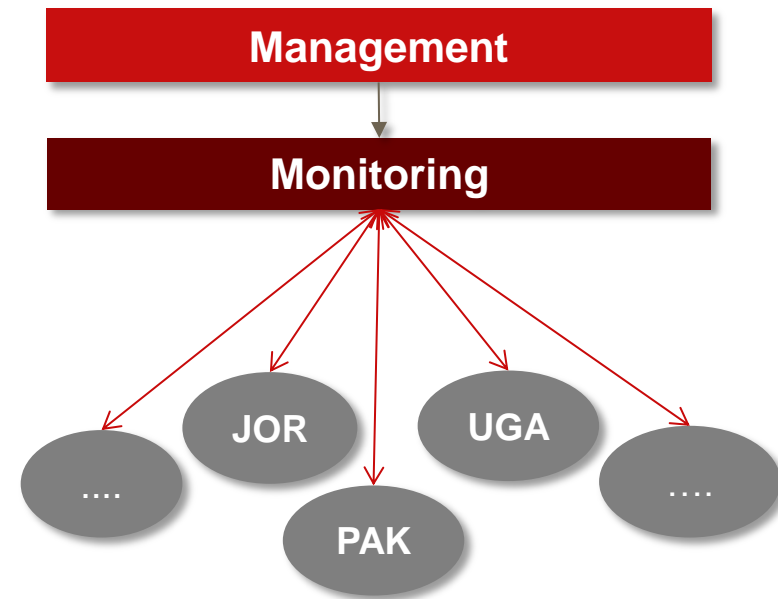 Management
Monitoring
JOR
UGA
....
....
PAK